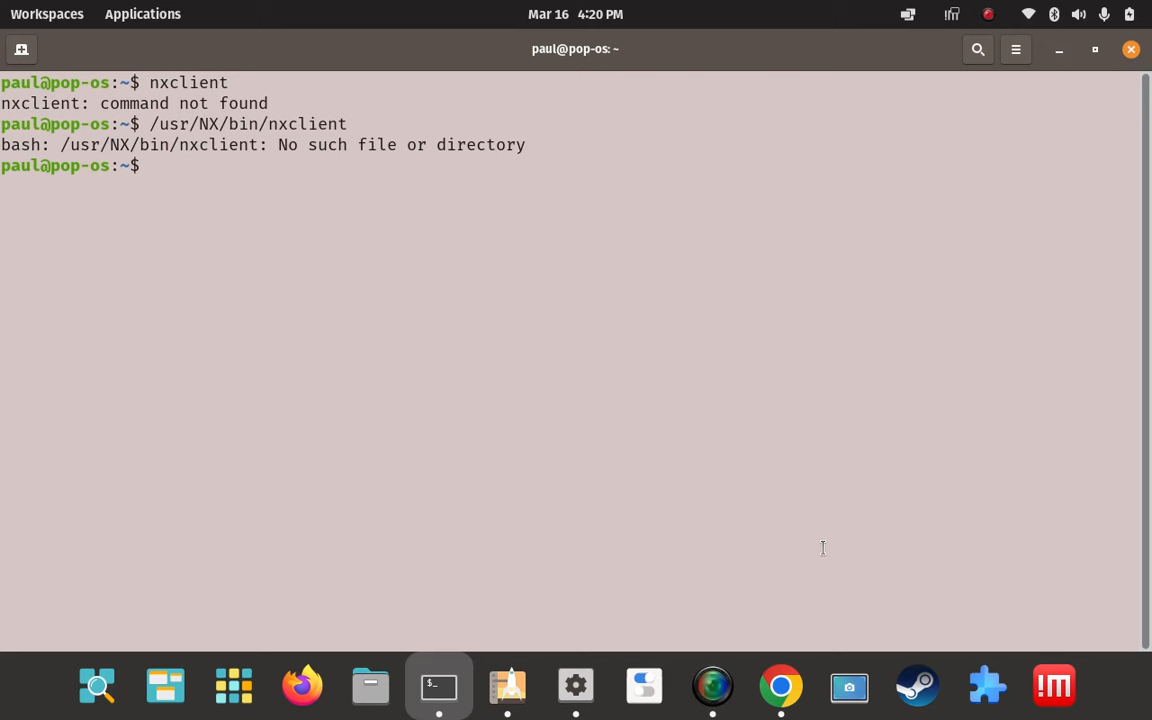 Workspaces Applications Mar 16 4:20 PM
paul@pop-os: ~
paul@pop-os:~$ nxclient
nxclient: command not found
paul@pop-os:~$ /usr/NX/bin/nxclient
bash: /usr/NX/bin/nxclient: No such file or directory
paul@pop-os:~$
$_ !M